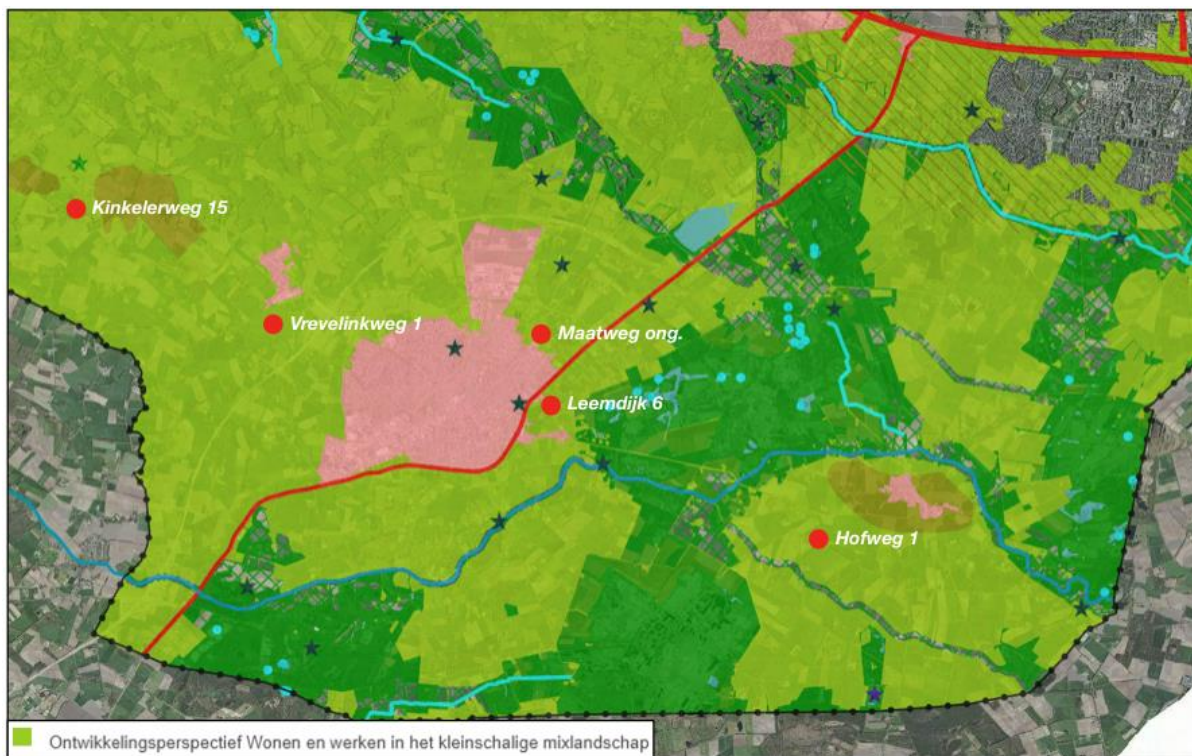 Kinkelerweg 15
Vrevelinkweg 1
Maatweg ong.
Leemdijk 6
Hofweg 1
Ontwikkelingsperspectief Wonen en werken in het kleinschalige mixlandschap